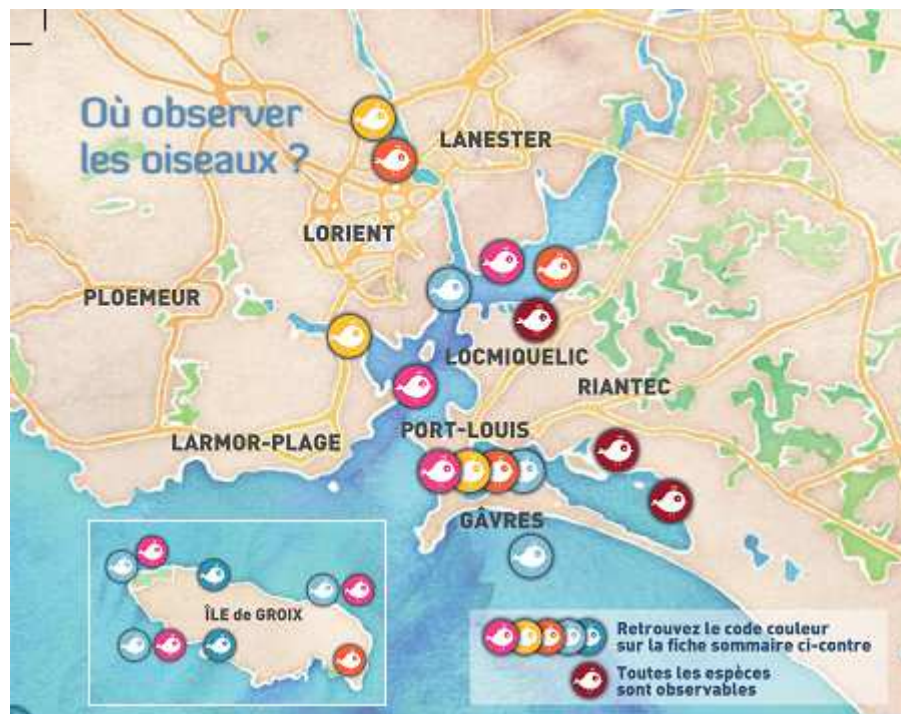 Où observer
les oiseaux ?
LANESTER
LORIENT
PLOEMEUR
LOCMIQUELIC
RIANTEC
PORT-LOUIS
LARMOR-PLAGE
GÂVRES
ÎLE de GROIX
Retrouvez le code couleur
sur la fiche sommaire ci-contre
Toutes les espèces
sont observables